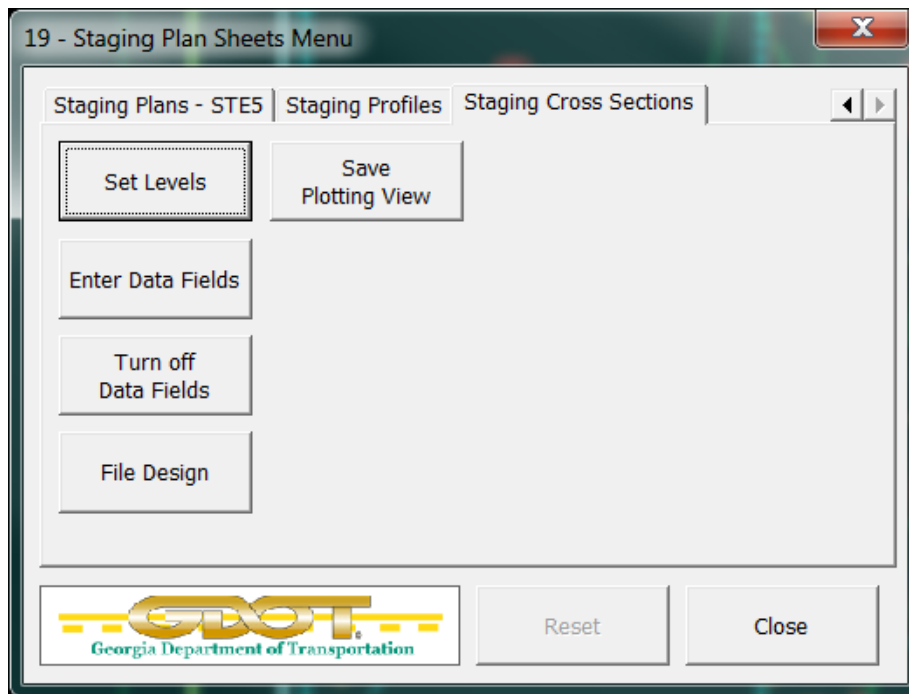 19 - Staging Plan Sheets Menu
X
Staging Plans - STE5
Staging Profiles
Staging Cross Sections
Set Levels
Save
Plotting View
Enter Data Fields
Turn off
Data Fields
File Design
GDOT
Georgia Department of Transportation
Reset
Close